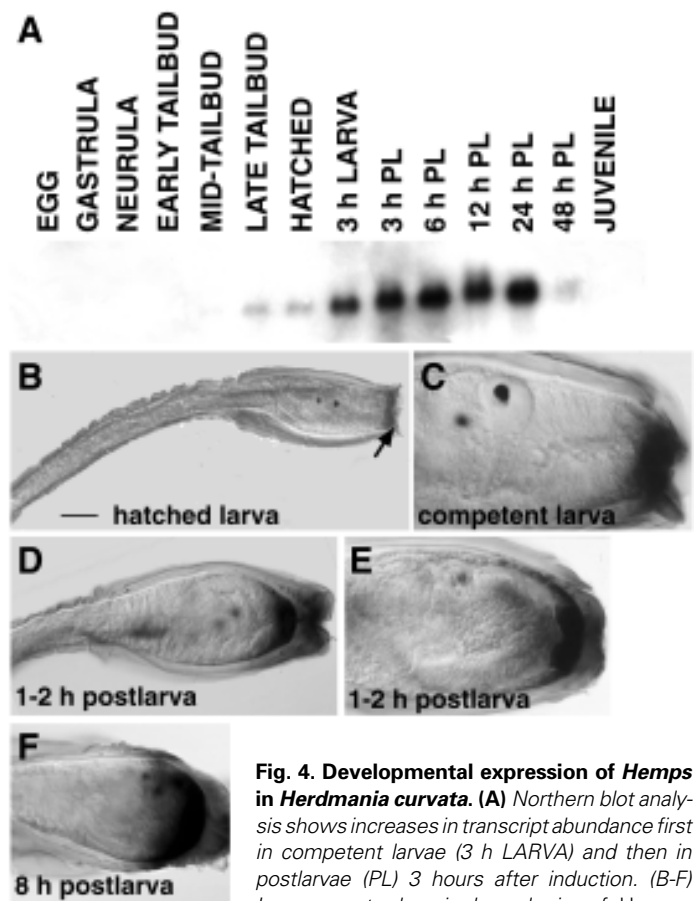 A
EGG
GASTRULA
NEURULA
EARLY TAILBUD
MID-TAILBUD
LATE TAILBUD
HATCHED
3 h LARVA
3 h PL
6 h PL
12 h PL
24 h PL
48 h PL
JUVENILE
B
hatched larva
C
competent larva
D
1-2 h postlarva
E
1-2 h postlarva
F
8 h postlarva
Fig. 4. Developmental expression of Hemps
in Herdmania curvata. (A) Northern blot analy-
sis shows increases in transcript abundance first
in competent larvae (3 h LARVA) and then in
postlarvae (PL) 3 hours after induction. (B-F)